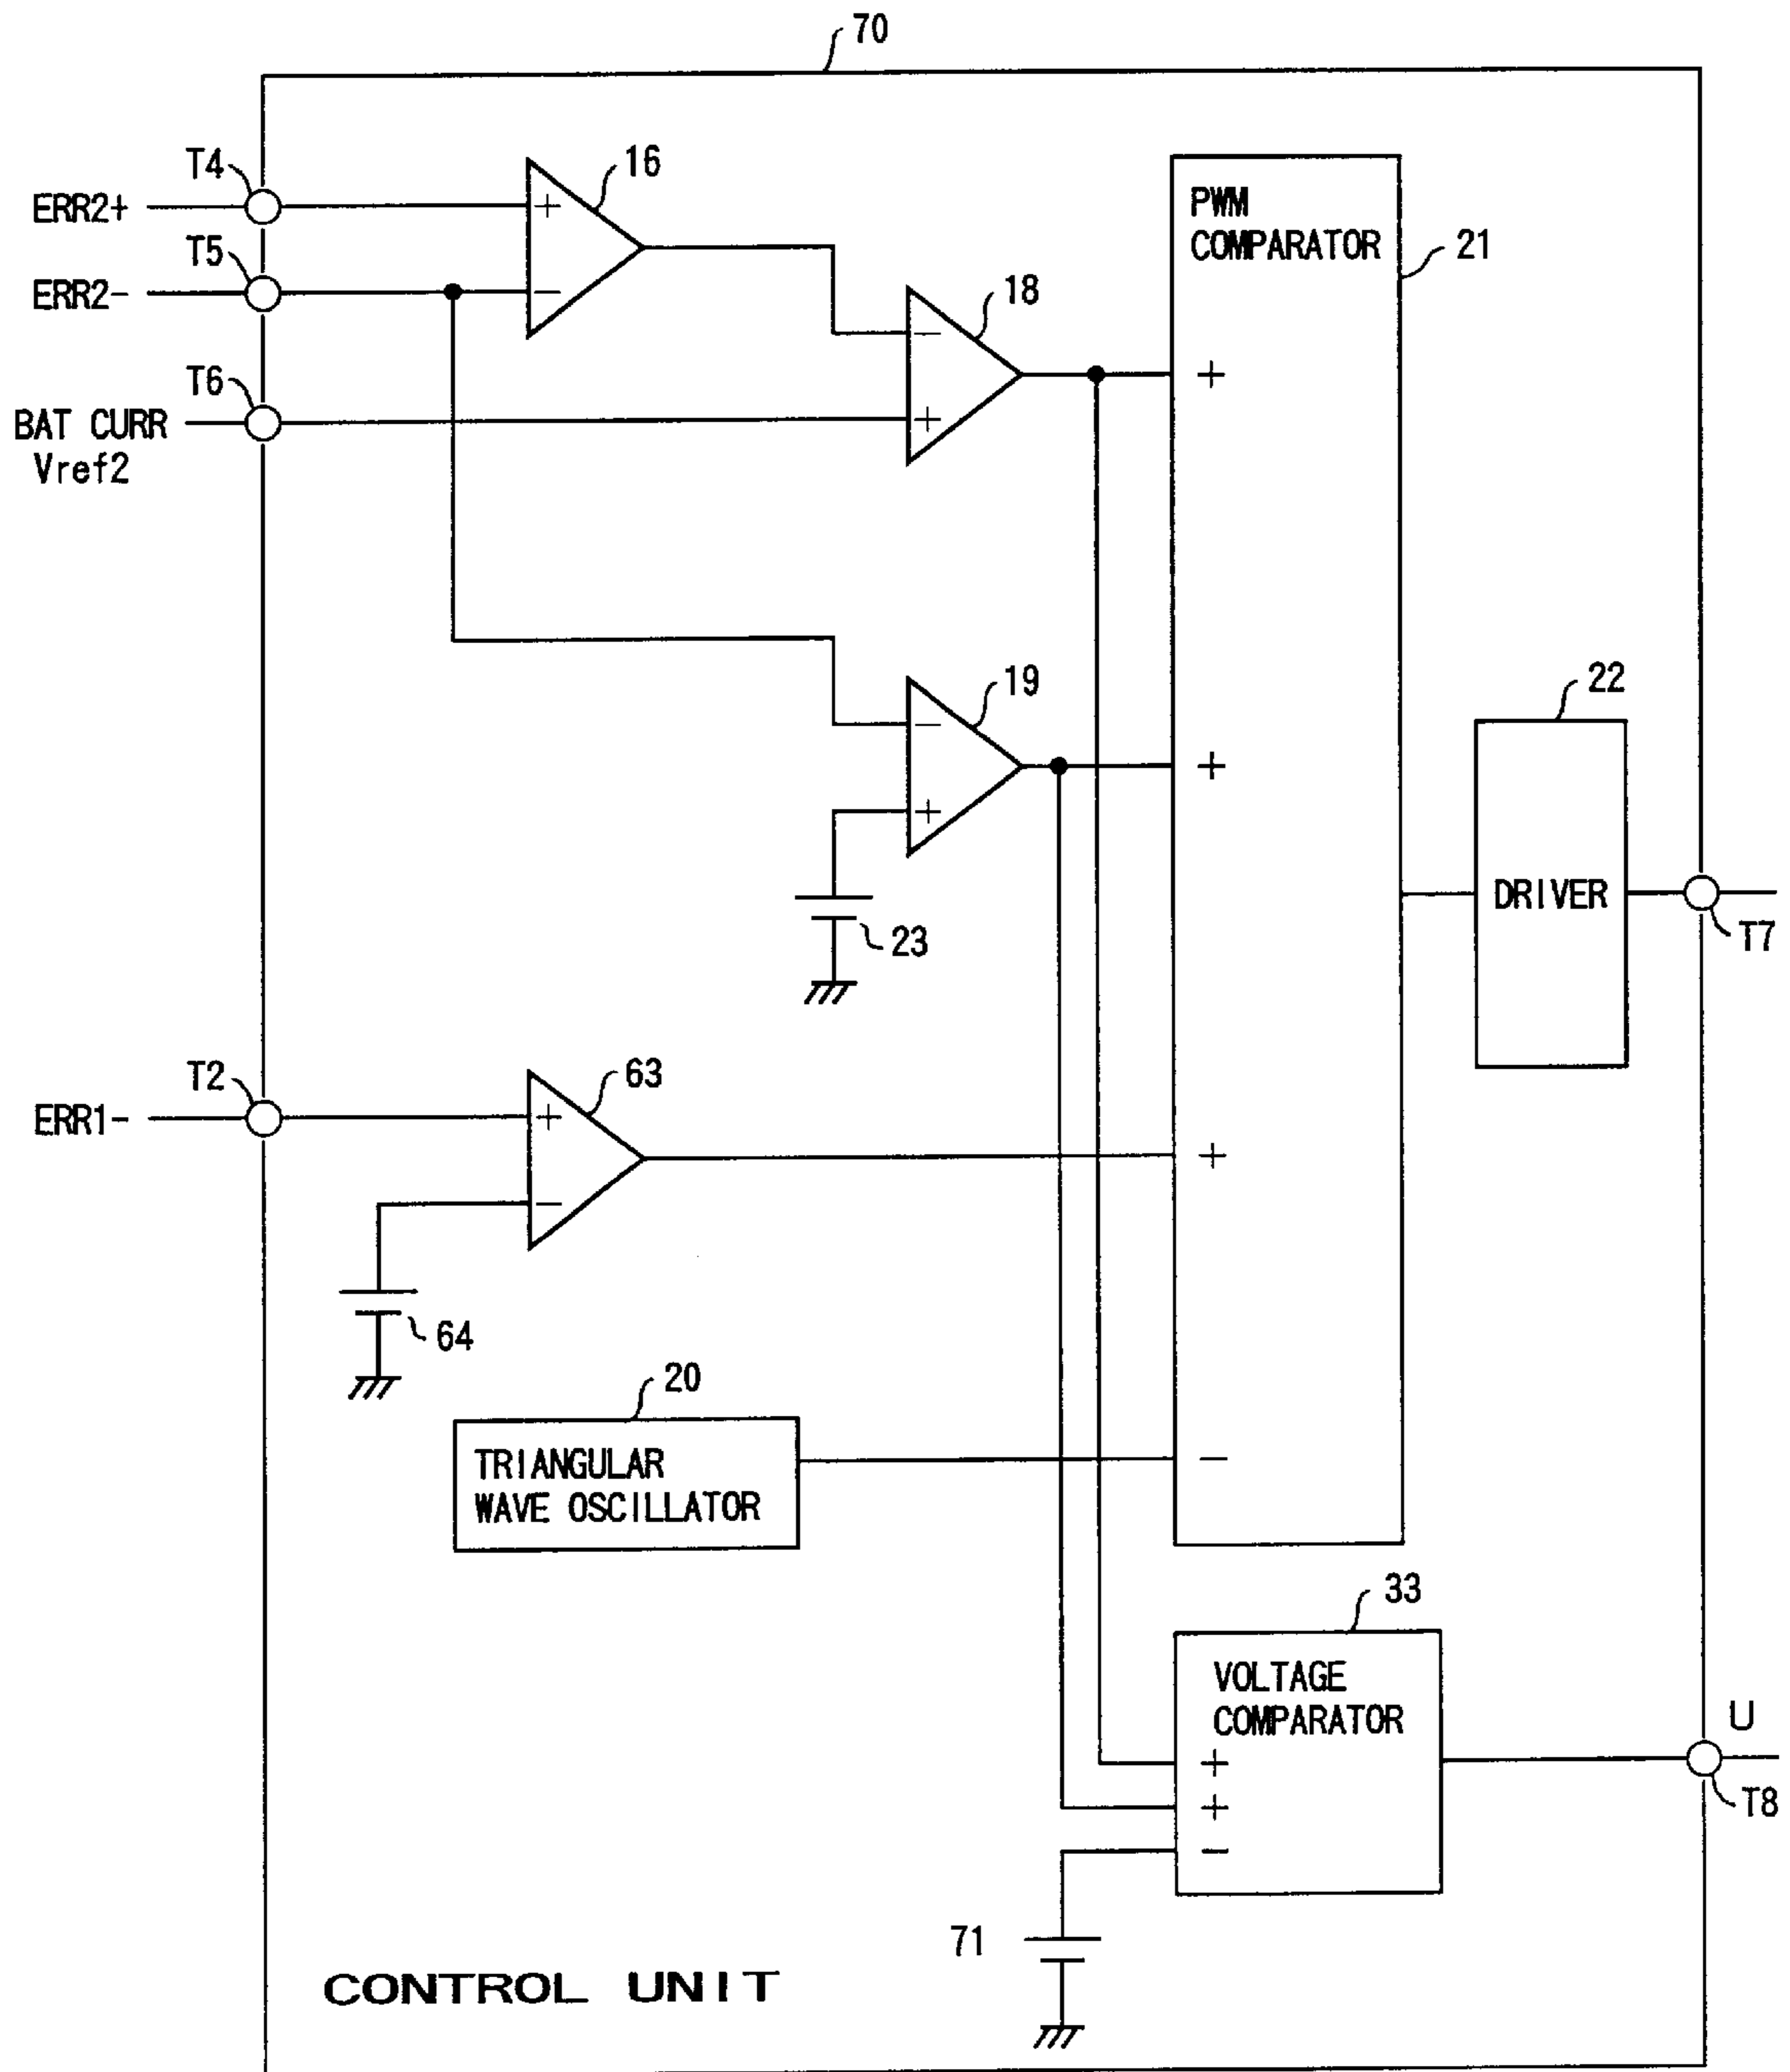 70
T4
ERR2+
16
PWM
COMPARATOR
21
T5
ERR2-
18
T6
BAT CURR
Vref2
+
-
-
+
+
19
22
-
+
+
DRIVER
T7
23
T2
ERR1-
63
+
-
+
64
20
TRIANGULAR
WAVE OSCILLATOR
-
33
VOLTAGE
COMPARATOR
U
+
+
-
T8
71
CONTROL UNIT